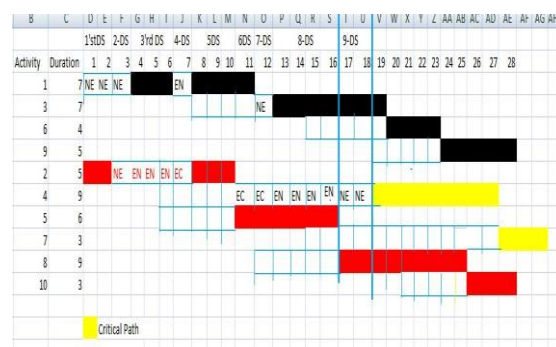 B C D E F G H I J K L M N O P Q R S T U V W X Y Z AA AB AC AD AE AF AG AH
1'stDS 2-DS 3'rd DS 4-DS 5DS 6DS 7-DS 8-DS 9-DS
Activity Duration 1 2 3 4 5 6 7 8 9 10 11 12 13 14 15 16 17 18 19 20 21 22 23 24 25 26 27 28
1 7 NE NE NE EN
3 7 NE
6 4
9 5
2 5 NE EN EN EN EC
4 9 EC EC EN EN EN EN NE NE
5 6
7 3
8 9
10 3
Critical Path